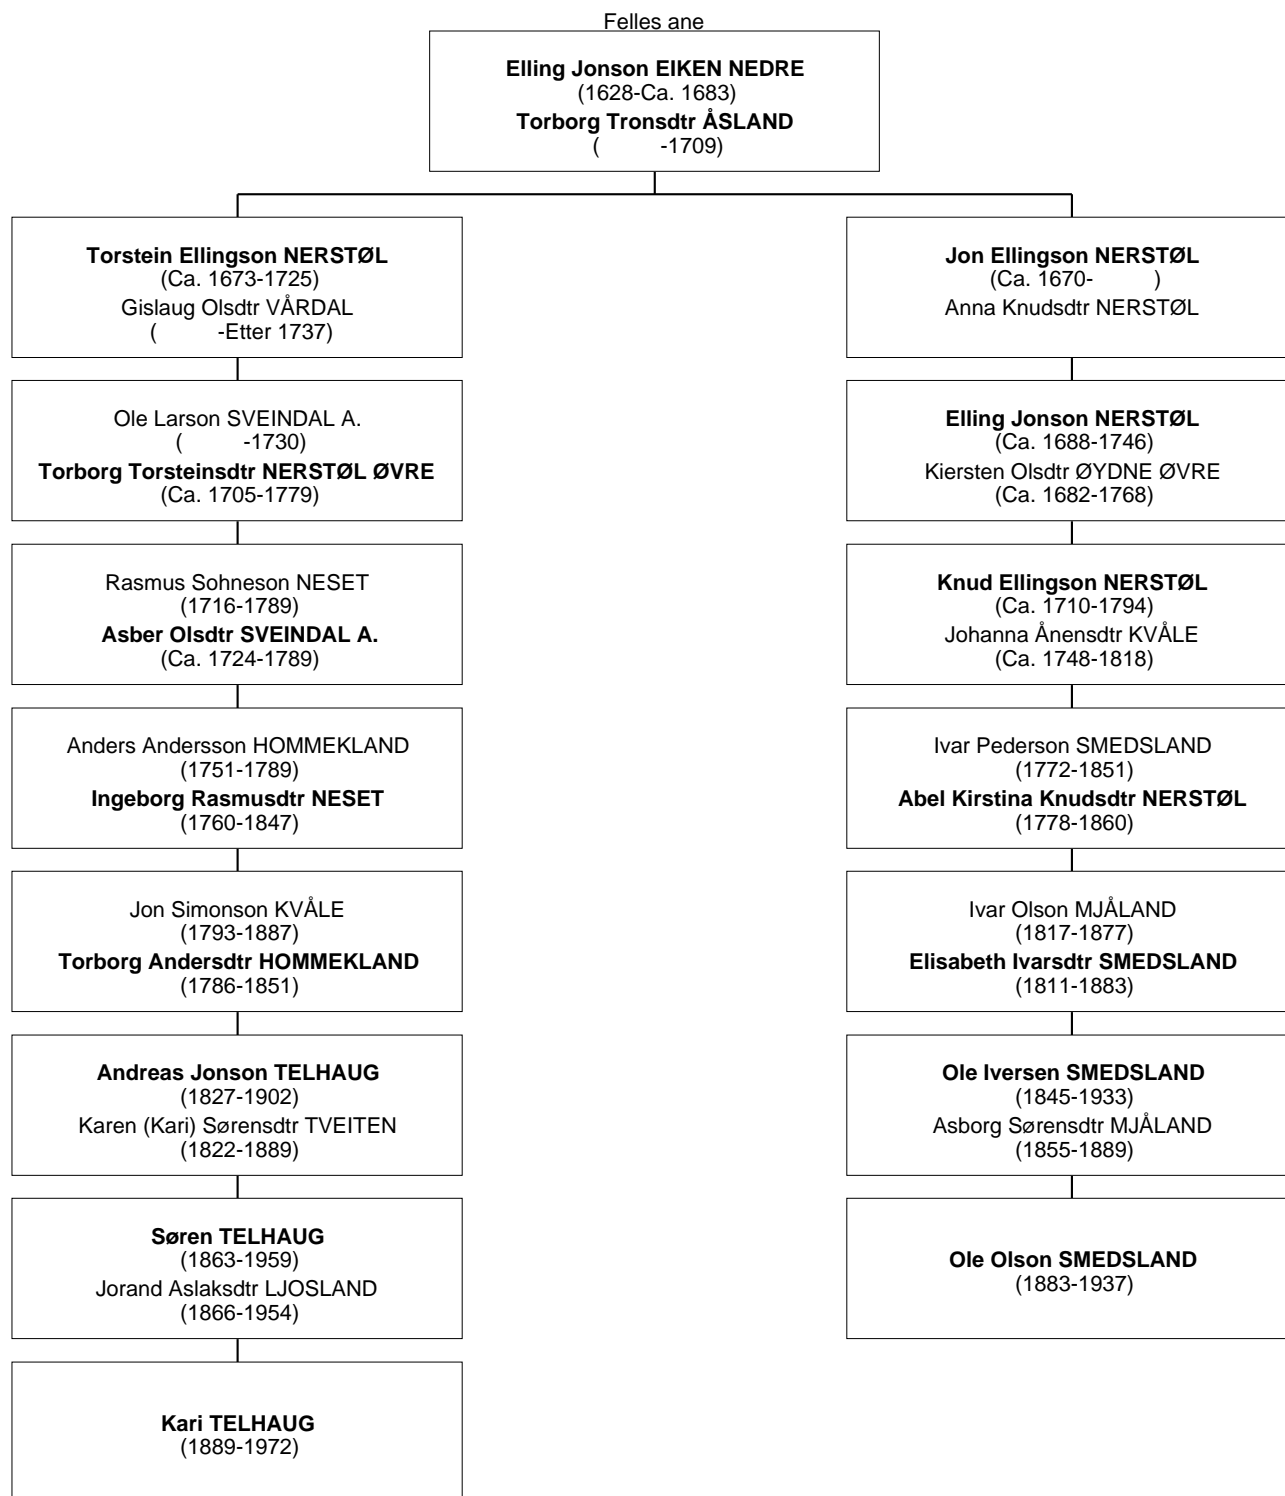 Felles ane
Elling Jonson EIKEN NEDRE
(1628-Ca. 1683)
Torborg Tronsdtr ÅSLAND
( -1709)
Torstein Ellingson NERSTØL
(Ca. 1673-1725)
Gislaug Olsdtr VÅRDAL
( -Etter 1737)
Jon Ellingson NERSTØL
(Ca. 1670- )
Anna Knudsdtr NERSTØL
Ole Larson SVEINDAL A.
( -1730)
Torborg Torsteinsdtr NERSTØL ØVRE
(Ca. 1705-1779)
Elling Jonson NERSTØL
(Ca. 1688-1746)
Kiersten Olsdtr ØYDNE ØVRE
(Ca. 1682-1768)
Rasmus Sohneson NESET
(1716-1789)
Asber Olsdtr SVEINDAL A.
(Ca. 1724-1789)
Knud Ellingson NERSTØL
(Ca. 1710-1794)
Johanna Ånensdtr KVÅLE
(Ca. 1748-1818)
Anders Andersson HOMMEKLAND
(1751-1789)
Ingeborg Rasmusdtr NESET
(1760-1847)
Ivar Pederson SMEDSLAND
(1772-1851)
Abel Kirstina Knudsdtr NERSTØL
(1778-1860)
Jon Simonson KVÅLE
(1793-1887)
Torborg Andersdtr HOMMEKLAND
(1786-1851)
Ivar Olson MJÅLAND
(1817-1877)
Elisabeth Ivarsdtr SMEDSLAND
(1811-1883)
Andreas Jonson TELHAUG
(1827-1902)
Karen (Kari) Sørensdtr TVEITEN
(1822-1889)
Ole Iversen SMEDSLAND
(1845-1933)
Asborg Sørensdtr MJÅLAND
(1855-1889)
Søren TELHAUG
(1863-1959)
Jorand Aslaksdtr LJOSLAND
(1866-1954)
Ole Olson SMEDSLAND
(1883-1937)
Kari TELHAUG
(1889-1972)